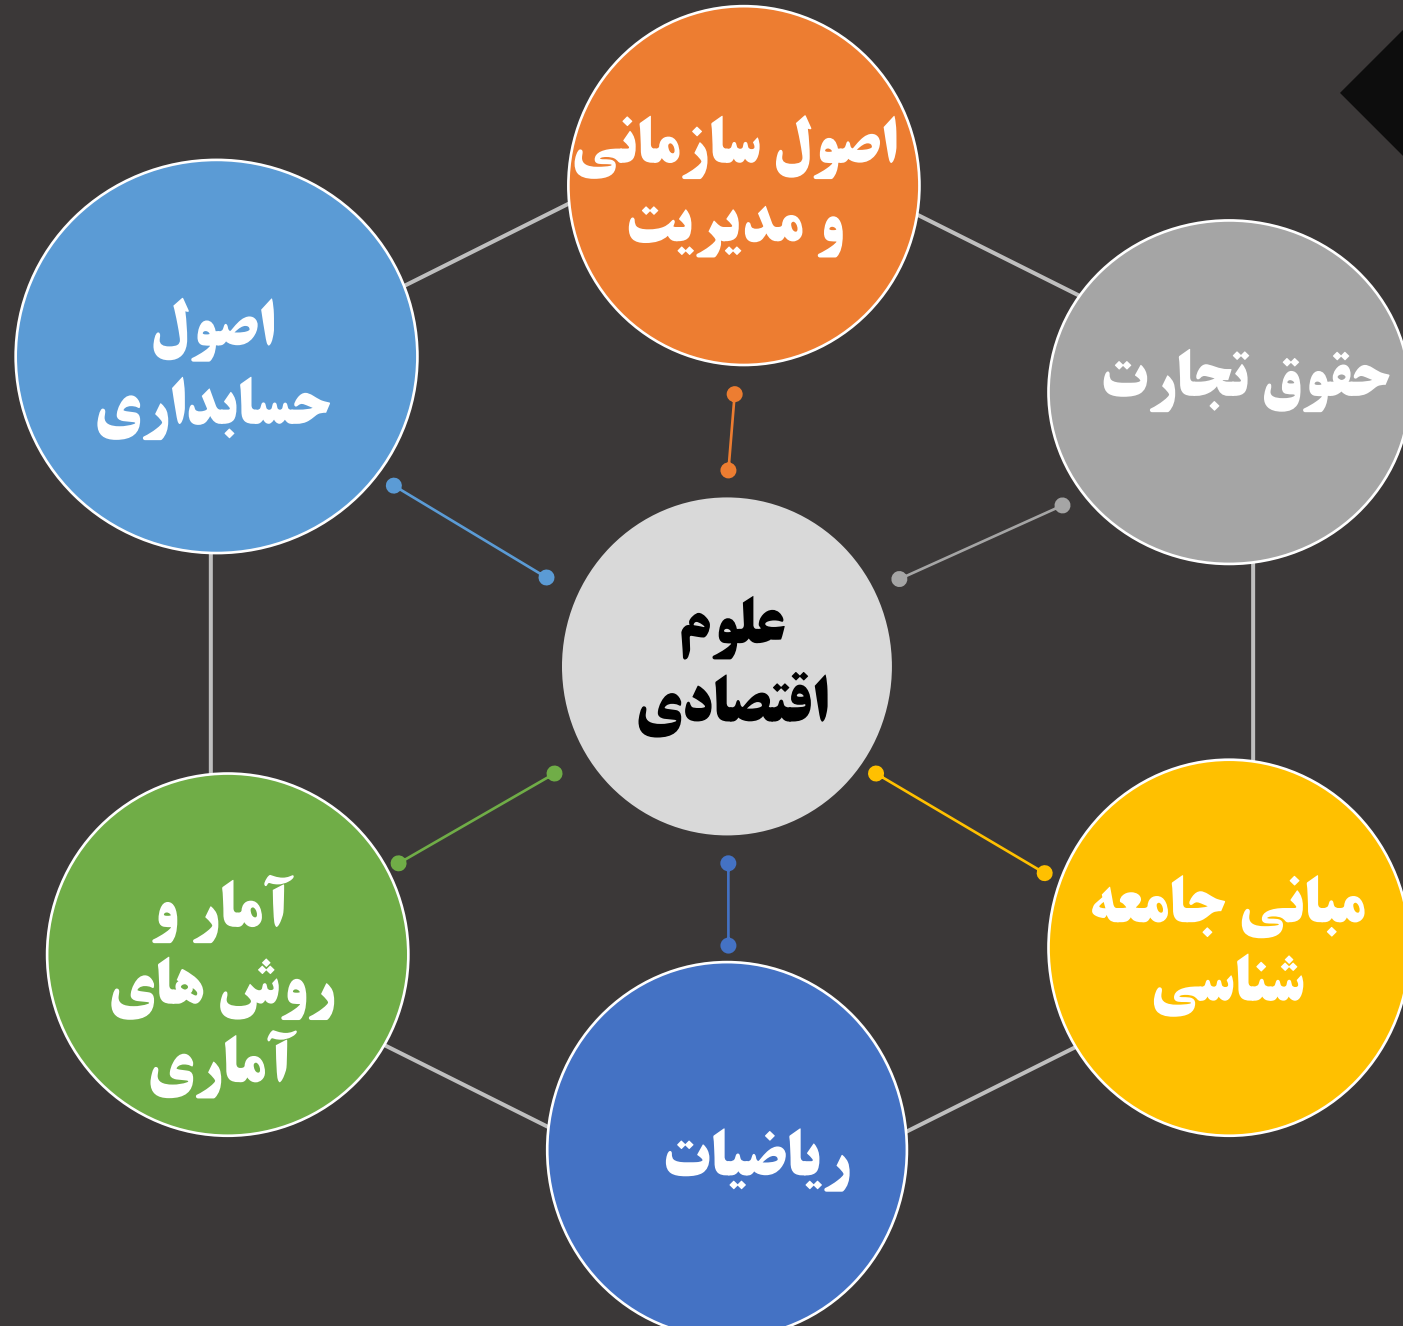 اصول سازمانی
و مدیریت
حقوق تجارت
اصول
حسابداری
علوم
اقتصادی
مبانی جامعه
شناسی
آمار و
روش های
آماری
ریاضیات